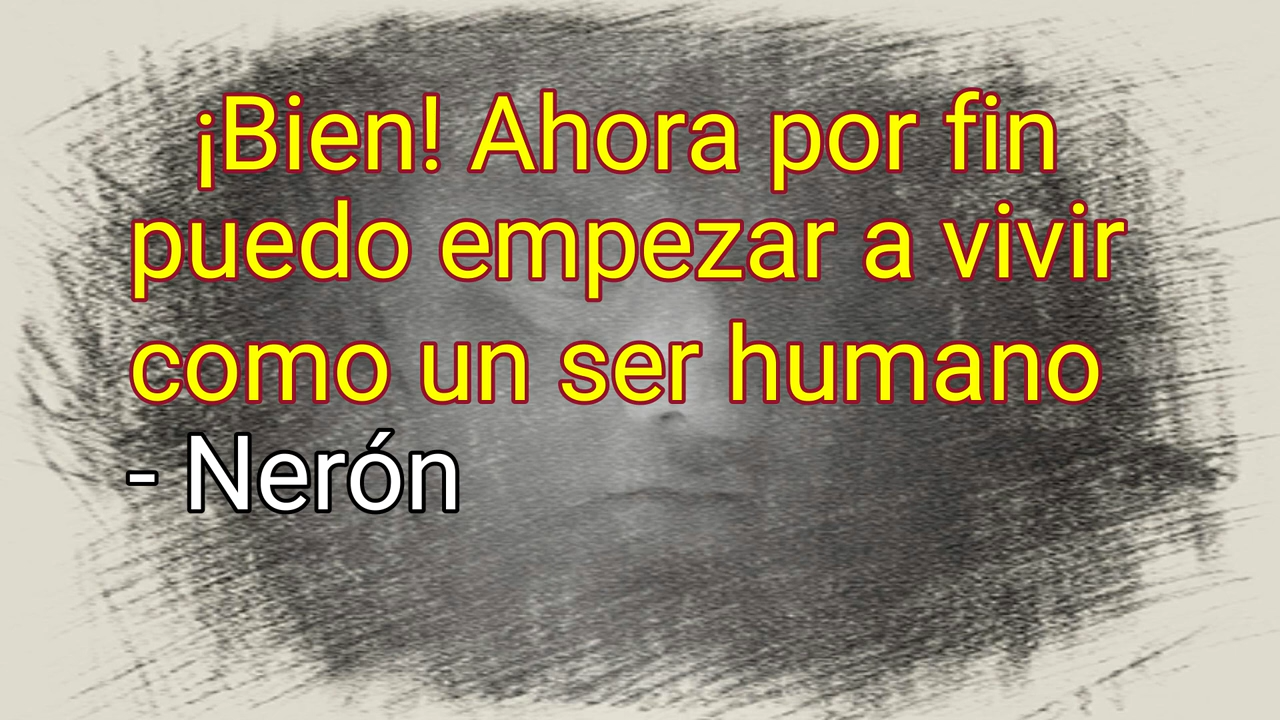 ¡Bien! Ahora por fin
puedo empezar a vivir
como un ser humano
- Nerón